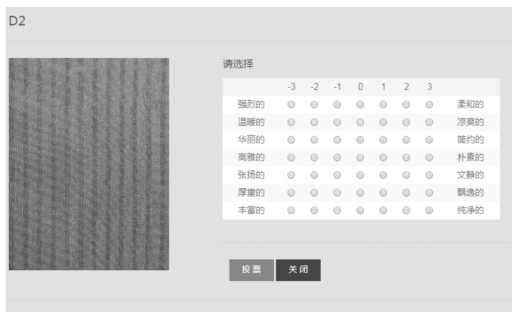 D2
请选择
-3 -2 -1 0 1 2 3
强烈的 柔和的
温暖的 凉爽的
华丽的 简约的
高雅的 朴素的
张扬的 文静的
厚重的 飘逸的
丰富的 纯净的
投票 关闭